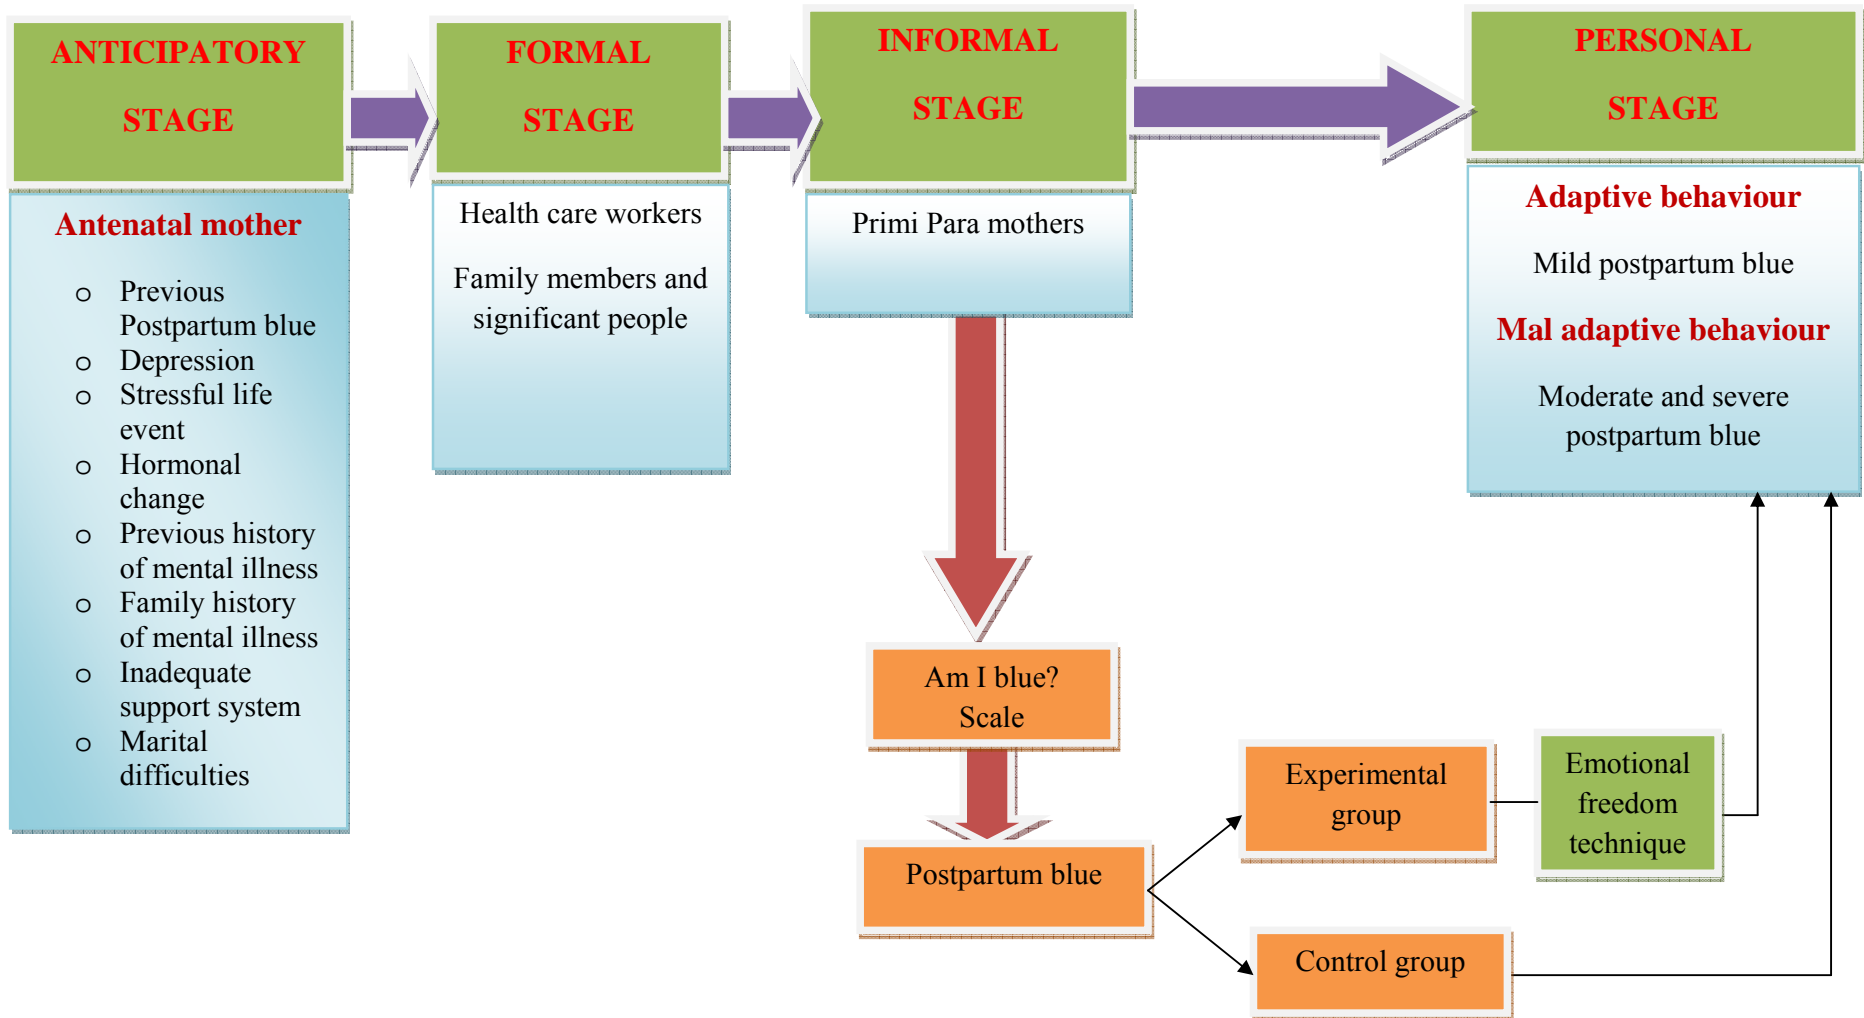 ANTICIPATORY
STAGE
FORMAL
STAGE
INFORMAL
STAGE
PERSONAL
STAGE
Antenatal mother
o Previous
Postpartum blue
o Depression
o Stressful life
event
o Hormonal
change
o Previous history
of mental illness
o Family history
of mental illness
o Inadequate
support system
o Marital
difficulties
Health care workers
Family members and
significant people
Primi Para mothers
Adaptive behaviour
Mild postpartum blue
Mal adaptive behaviour
Moderate and severe
postpartum blue
Am I blue?
Scale
Postpartum blue
Experimental
group
Emotional
freedom
technique
Control group